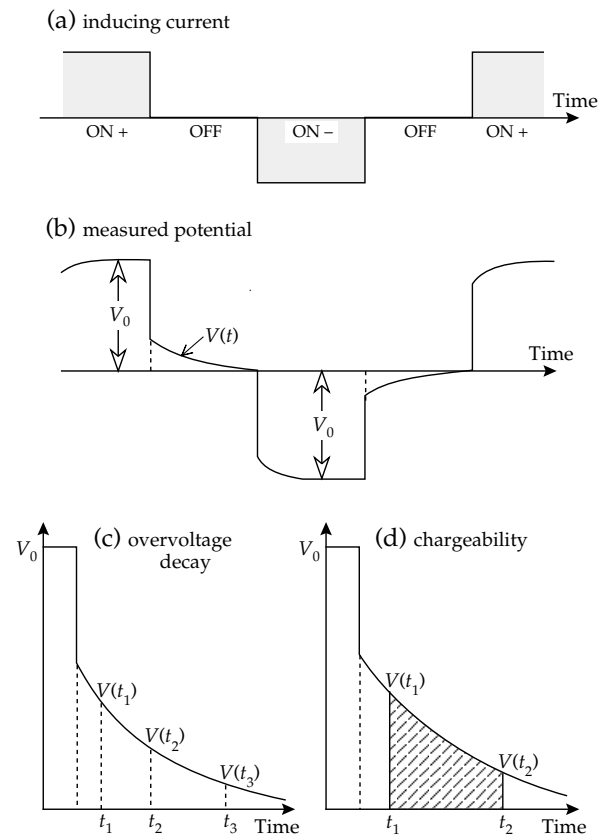 (a) inducing current
Time
ON + OFF ON – OFF ON +
(b) measured potential
V₀
V(t)
Time
V₀
(c) overvoltage
decay
V₀
V(t₁)
V(t₂)
V(t₃)
t₁ t₂ t₃ Time
(d) chargeability
V₀
V(t₁)
V(t₂)
t₁ t₂ Time